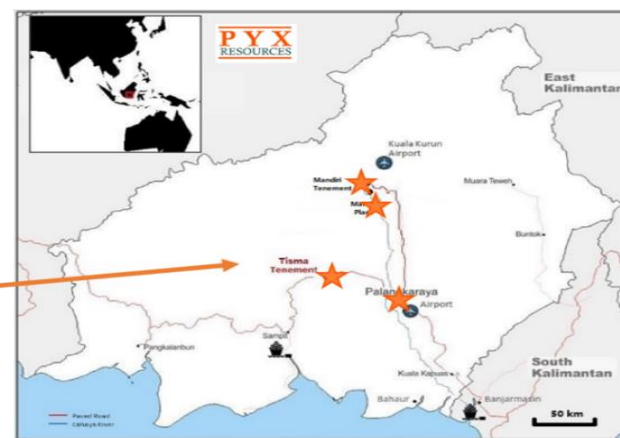 PYX
RESOURCES
East
Kalimantan
Kuala Kurun
Airport
Mandiri
Tenement
Muara Teweh
Buntok
Tisma
Tenement
Airport
Sampit
Pangkalanbun
South
Kalimantan
Kuala Kapuas
Bahaur
Banjarmasin
Paved Road
River
50 km